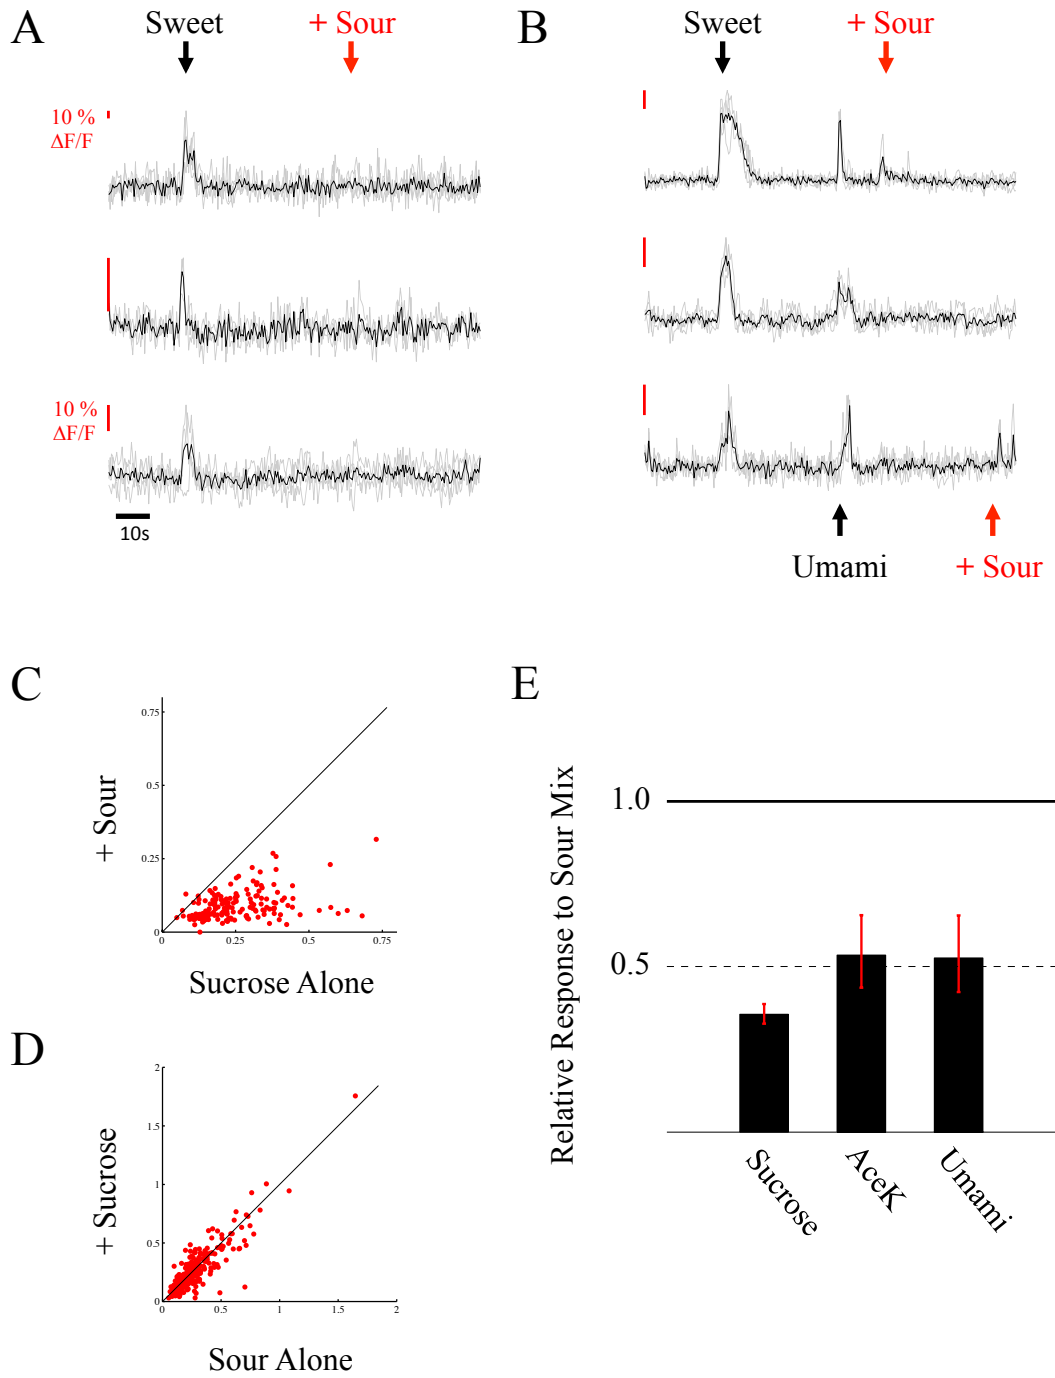 A
Sweet
+ Sour
10 %
ΔF/F
10 %
ΔF/F
10s
B
Sweet
+ Sour
Umami
+ Sour
C
0.75
0.5
0.25
0
0
0.25
0.5
0.75
+ Sour
Sucrose Alone
D
2
1.5
1
0.5
0
0
0.5
1
1.5
2
+ Sucrose
Sour Alone
E
Relative Response to Sour Mix
1.0
0.5
Sucrose
AceK
Umami